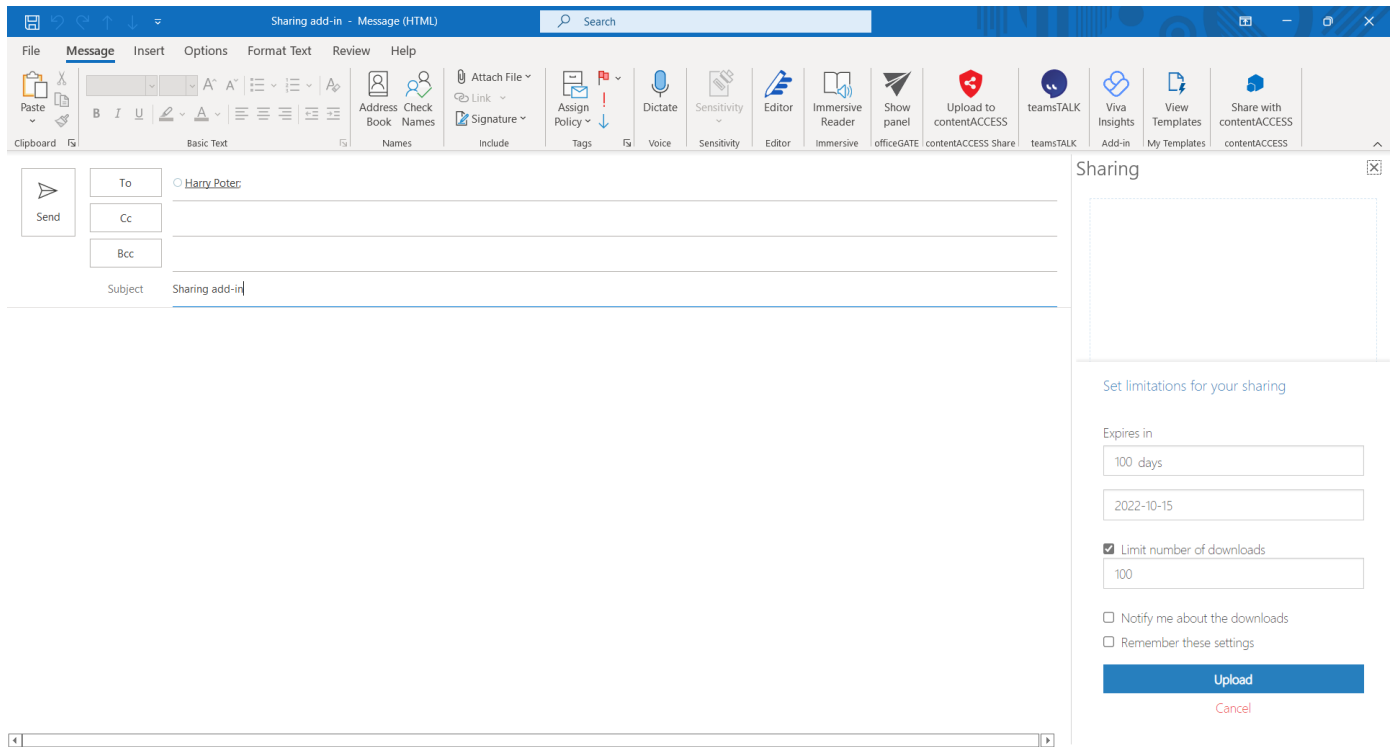 Sharing add-in - Message (HTML)
Search
File Message Insert Options Format Text Review Help
Paste
Clipboard
B I U A
Basic Text
Address Book
Check Names
Names
Attach File
Link
Signature
Include
Assign Policy
Tags
Dictate
Voice
Sensitivity
Sensitivity
Editor
Editor
Immersive Reader
Immersive
Show panel
officeGATE
Upload to contentACCESS
contentACCESS Share
teamsTALK
teamsTALK
Viva Insights
Add-in
View Templates
My Templates
Share with contentACCESS
contentACCESS
Send
To
Harry Poter;
Cc
Bcc
Subject
Sharing add-in
Sharing
Set limitations for your sharing
Expires in
100 days
2022-10-15
Limit number of downloads
100
Notify me about the downloads
Remember these settings
Upload
Cancel